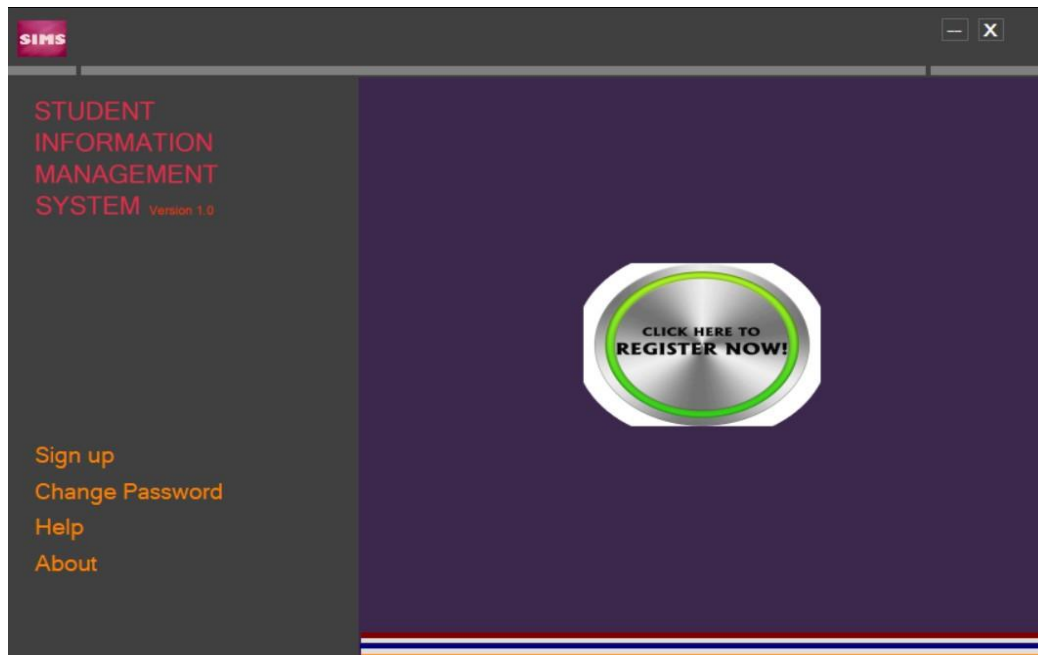 SIMS
— X
STUDENT
INFORMATION
MANAGEMENT
SYSTEM Version 1.0
CLICK HERE TO
REGISTER NOW!
Sign up
Change Password
Help
About